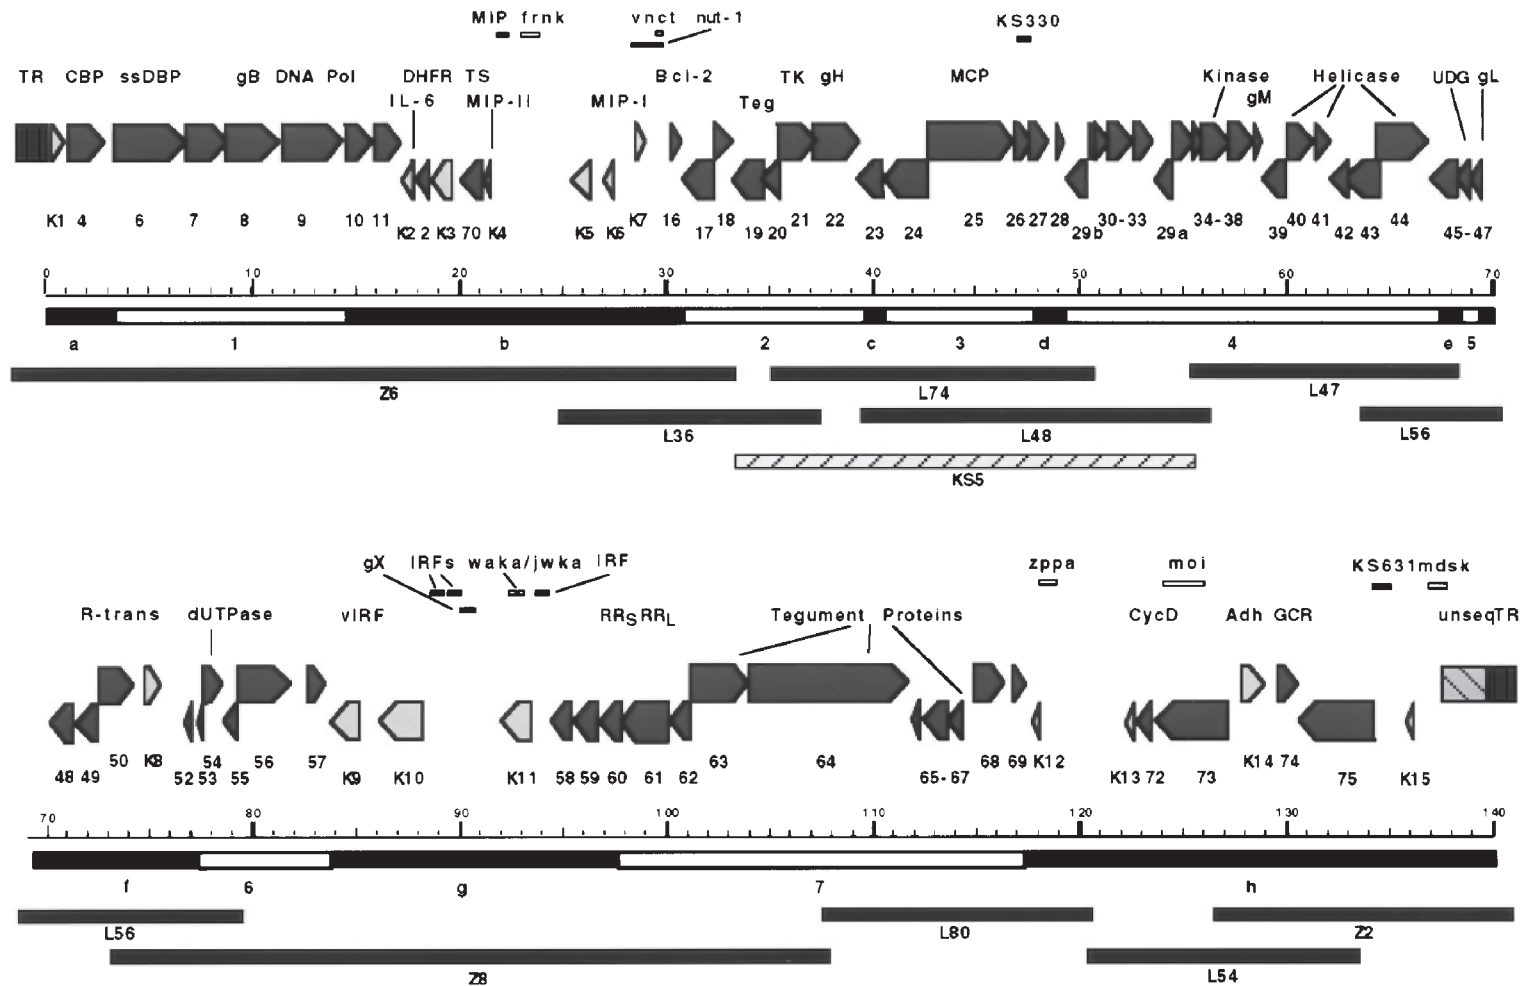 MIP frnk vnct nut-1 KS330
TR CBP ssDBP gB DNA Pol DHFR TS Bcl-2 TK gH MCP Kinase Helicase UDG gL
IL-6 MIP-II MIP-I Teg gM
K1 4 6 7 8 9 10 11 K7 16 18 21 22 25 26 27 28 30-33 34-38 40 41 44
K2 2 K3 70 K4 K5 K6 17 19 20 23 24 29b 29a 39 42 43 45-47
0 10 20 30 40 50 60 70
a 1 b 2 c 3 d 4 e 5
Z6 L74 L47
L36 L48 L56
KS5
gX IRFs waka/jwka IRF zppa moi KS631 mdsk
R-trans dUTPase vIRF RRS RRL Tegument Proteins CycD Adh GCR unseq TR
50 K8 54 56 57 63 64 68 69 K12 K14 74
48 49 52 53 55 K9 K10 K11 58 59 60 61 62 65-67 K13 72 73 75 K15
70 80 90 100 110 120 130 140
f 6 g 7 h
L56 L80 Z2
Z8 L54